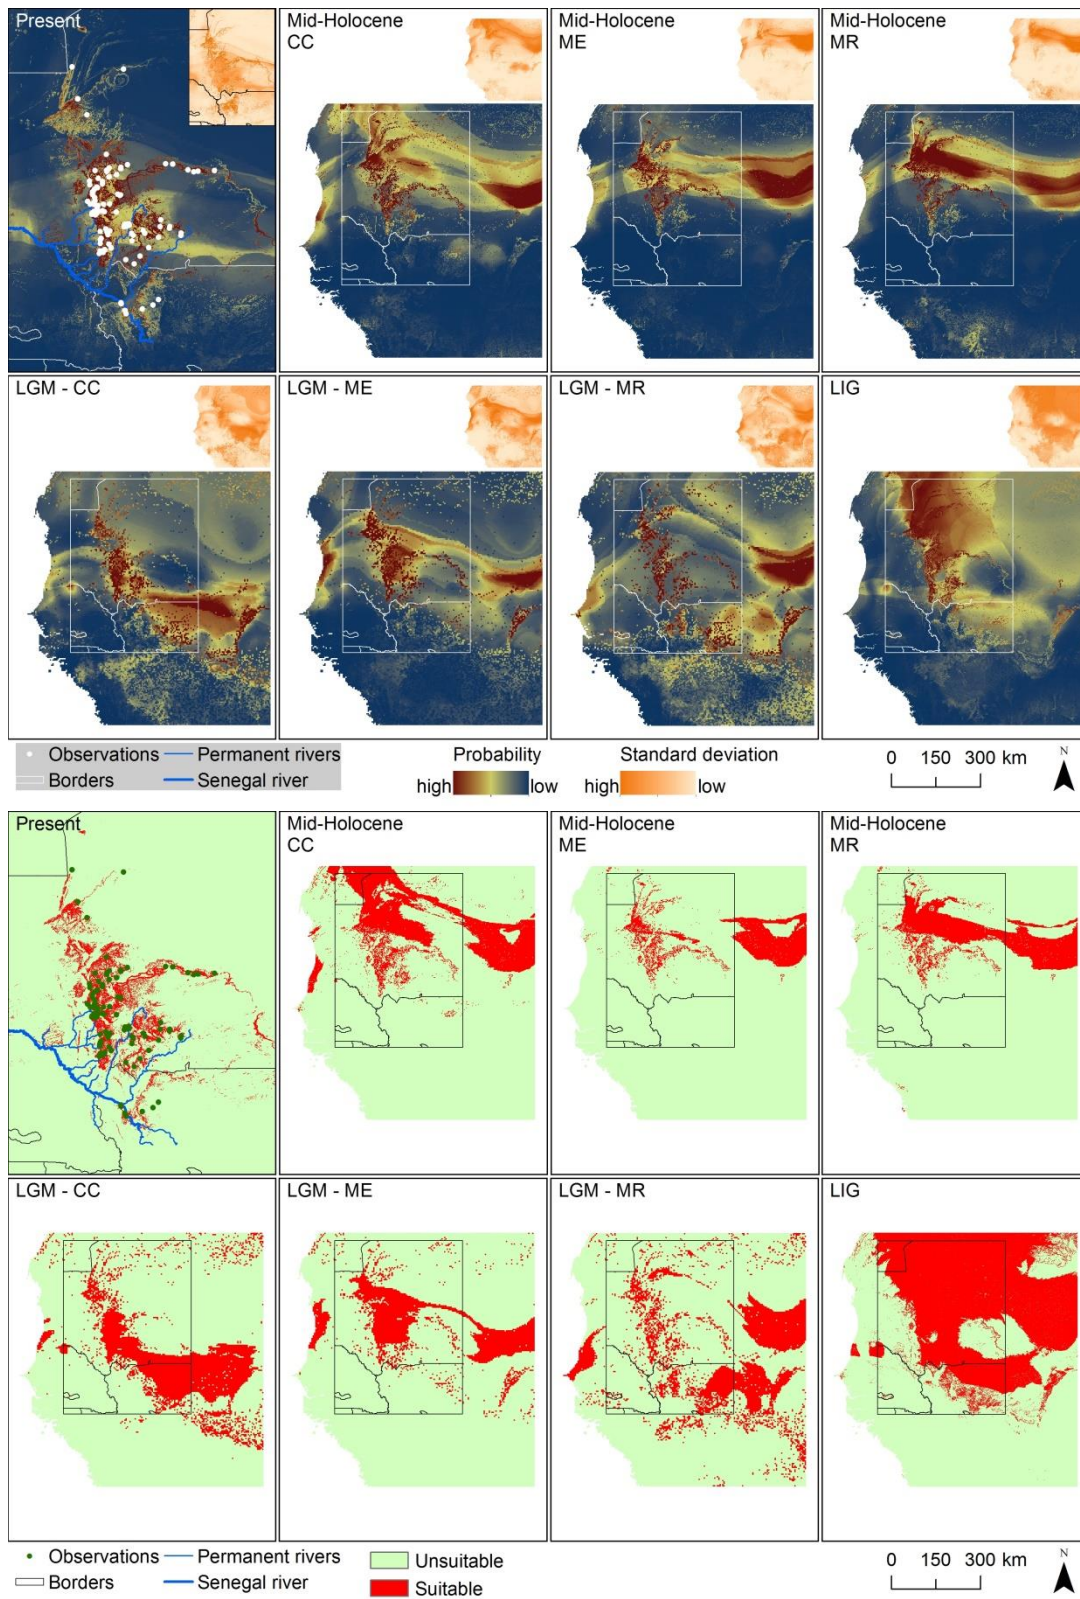 Present
Mid-Holocene
CC
Mid-Holocene
ME
Mid-Holocene
MR
LGM - CC
LGM - ME
LGM - MR
LIG
Observations
Permanent rivers
Borders
Senegal river
Probability
high
low
Standard deviation
high
low
0 150 300 km
N
Present
Mid-Holocene
CC
Mid-Holocene
ME
Mid-Holocene
MR
LGM - CC
LGM - ME
LGM - MR
LIG
Observations
Permanent rivers
Borders
Senegal river
Unsuitable
Suitable
0 150 300 km
N